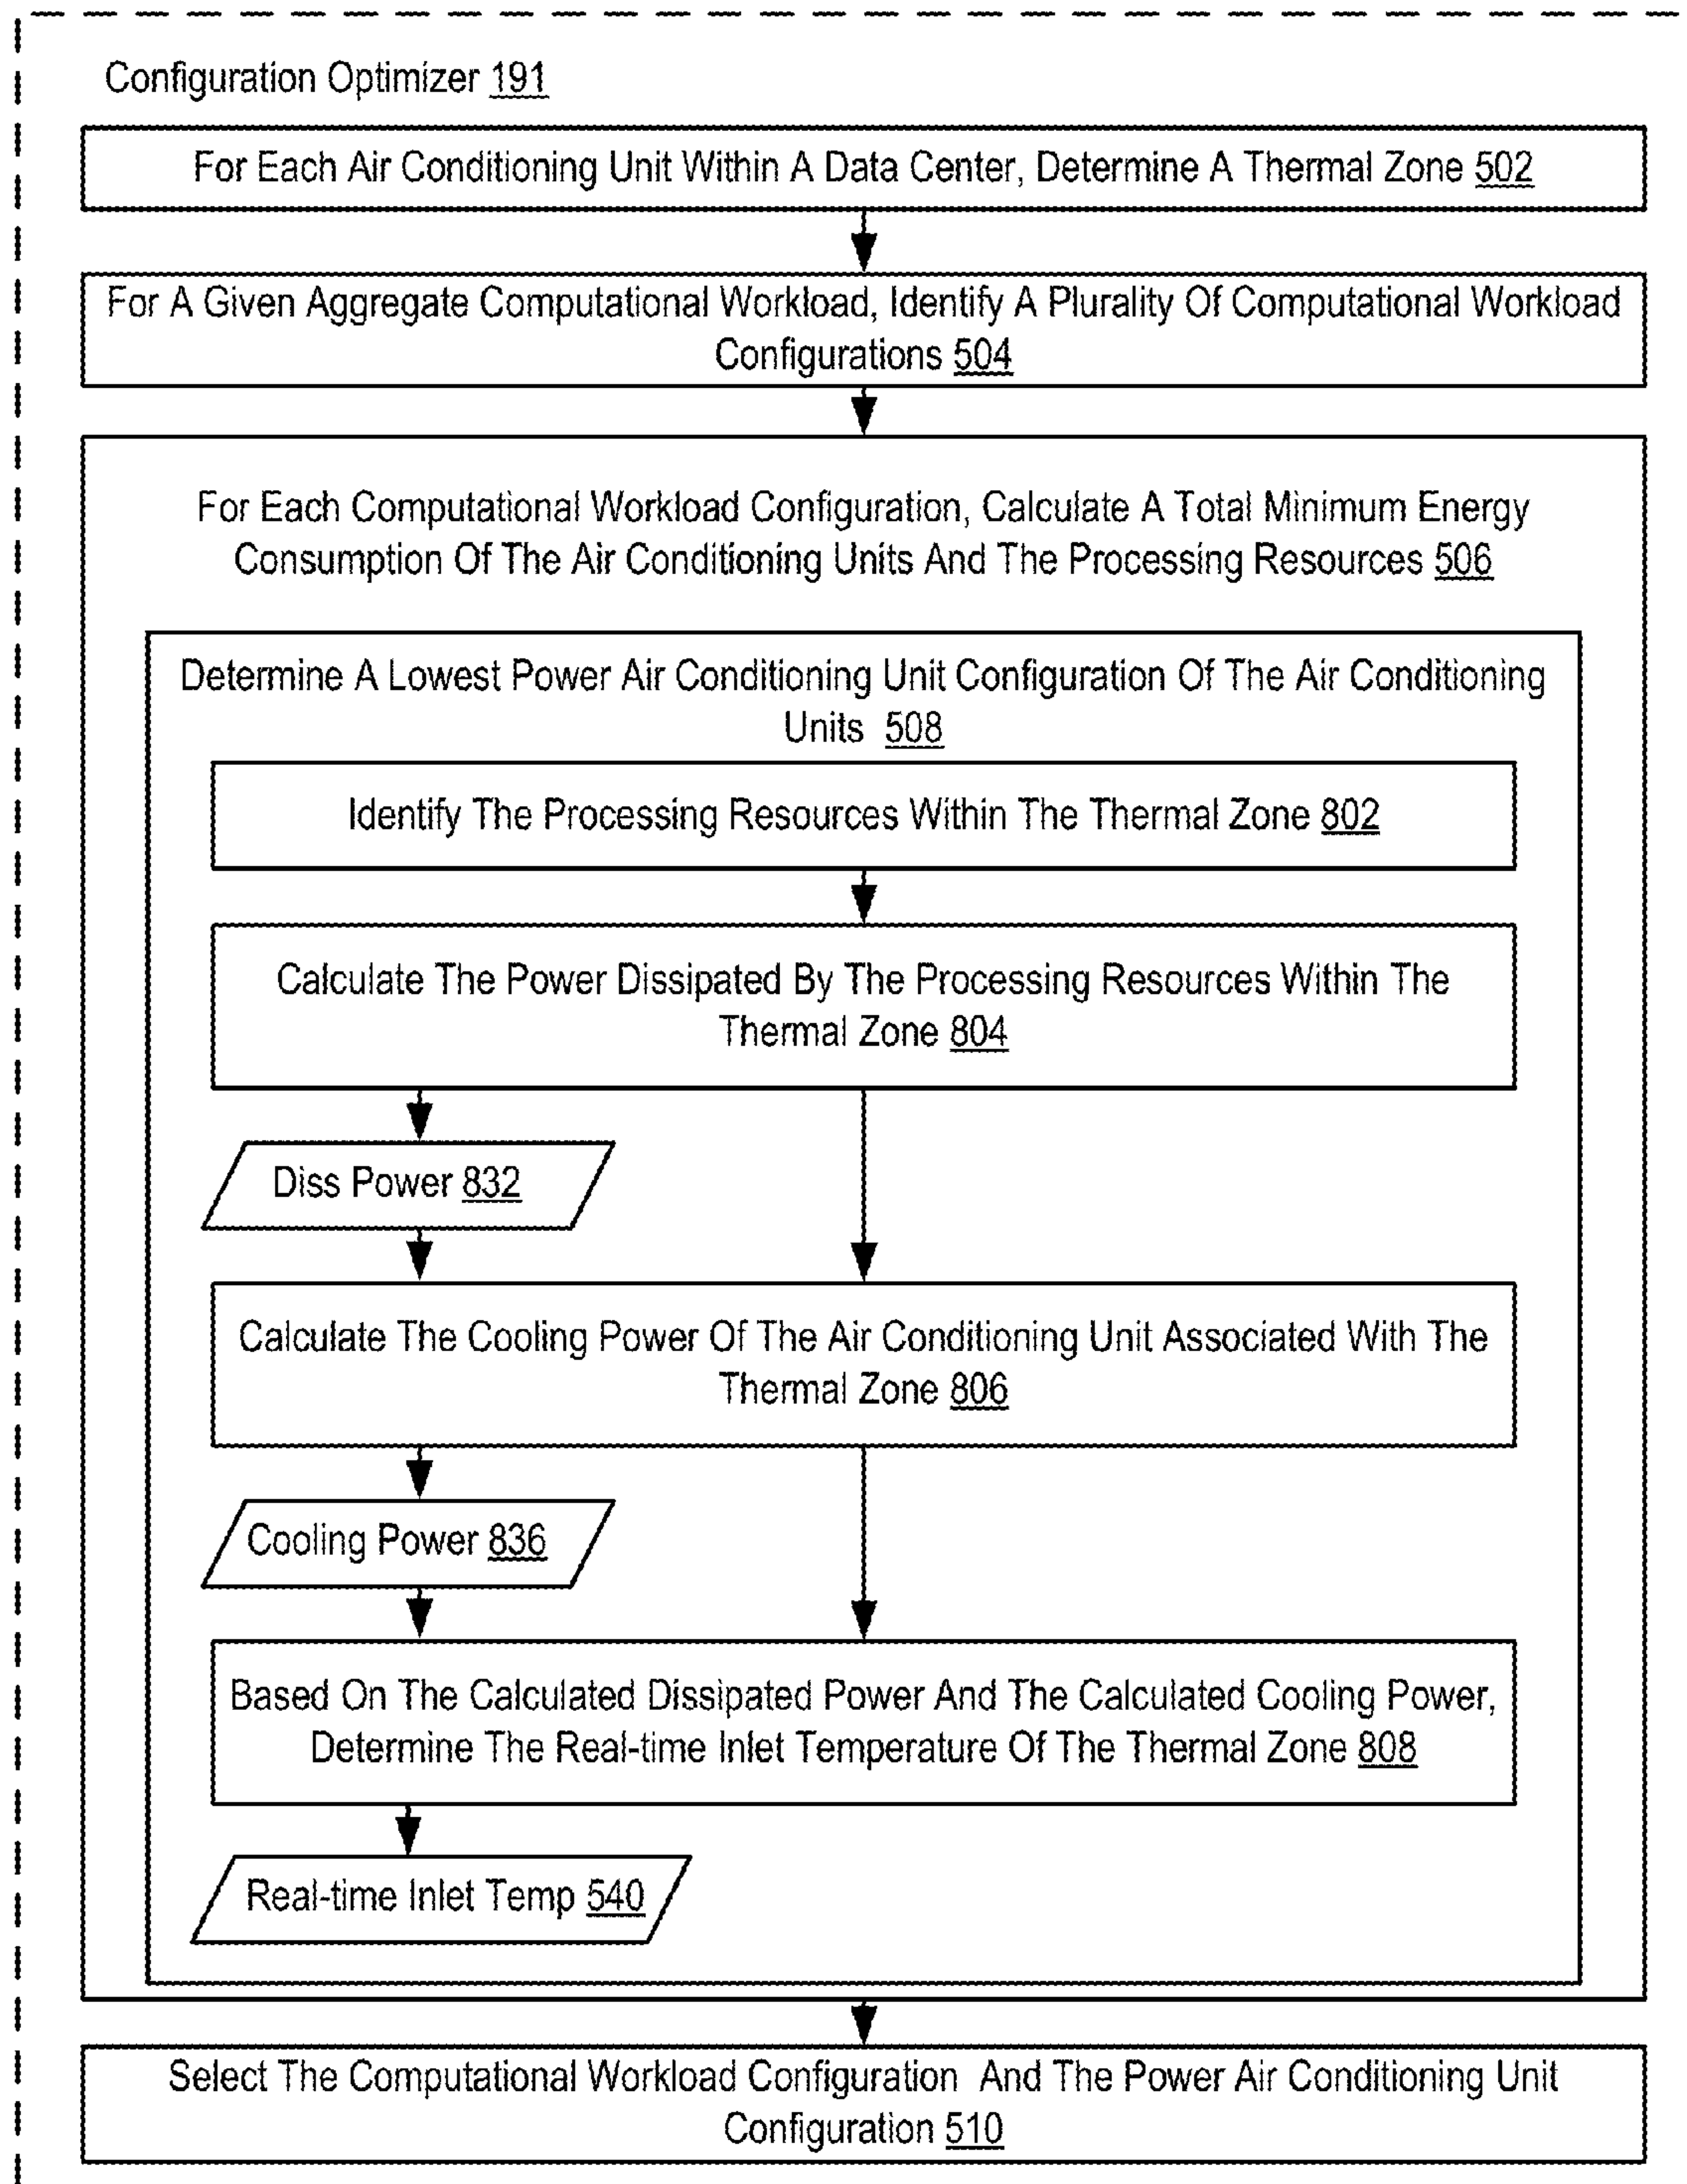 Configuration Optimizer 191
For Each Air Conditioning Unit Within A Data Center, Determine A Thermal Zone 502
For A Given Aggregate Computational Workload, Identify A Plurality Of Computational Workload
Configurations 504
For Each Computational Workload Configuration, Calculate A Total Minimum Energy
Consumption Of The Air Conditioning Units And The Processing Resources 506
Determine A Lowest Power Air Conditioning Unit Configuration Of The Air Conditioning
Units 508
Identify The Processing Resources Within The Thermal Zone 802
Calculate The Power Dissipated By The Processing Resources Within The
Thermal Zone 804
Diss Power 832
Calculate The Cooling Power Of The Air Conditioning Unit Associated With The
Thermal Zone 806
Cooling Power 836
Based On The Calculated Dissipated Power And The Calculated Cooling Power,
Determine The Real-time Inlet Temperature Of The Thermal Zone 808
Real-time Inlet Temp 540
Select The Computational Workload Configuration And The Power Air Conditioning Unit
Configuration 510